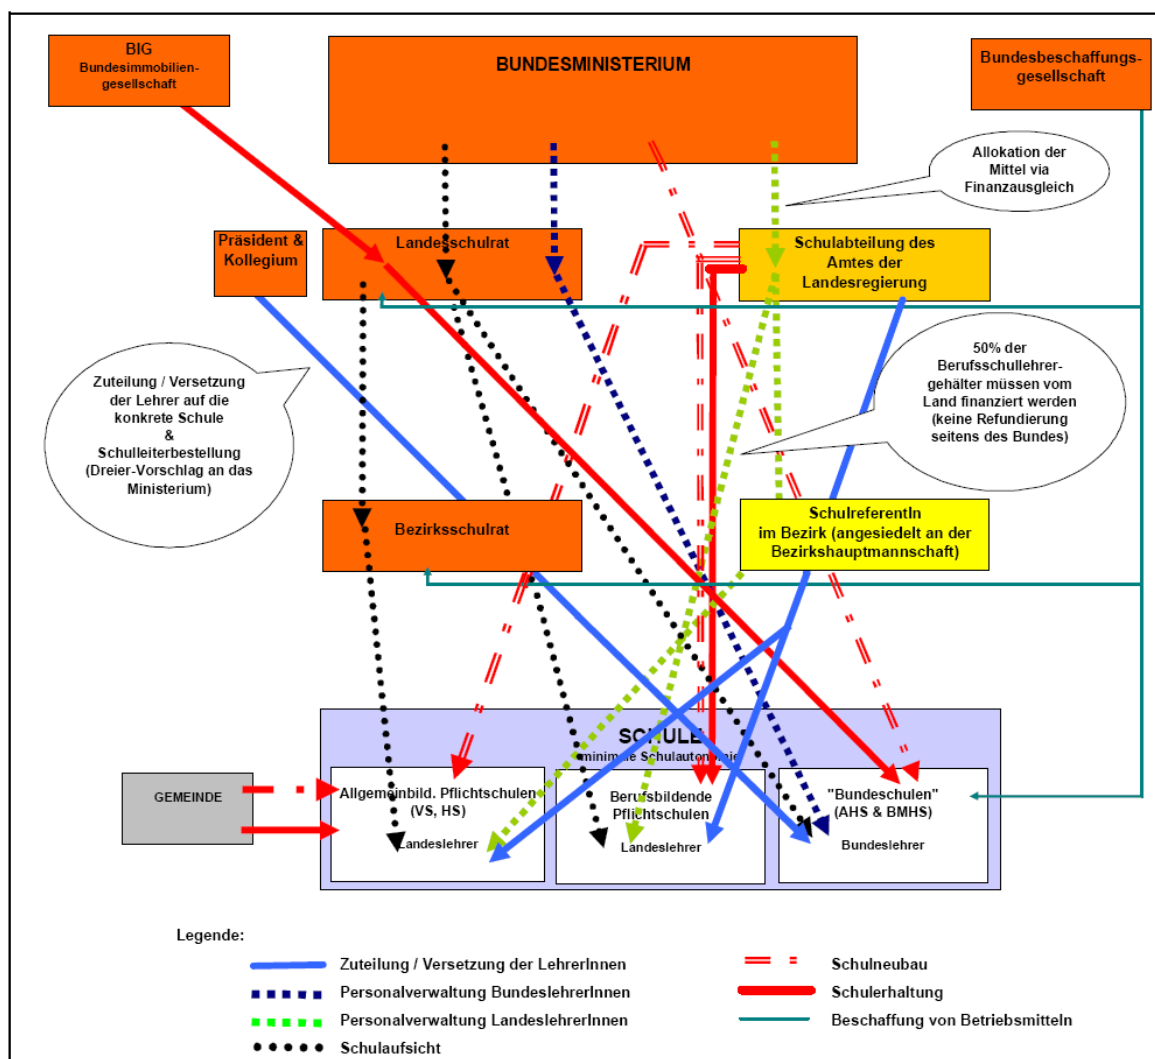 BIG
Bundesimmobilien-
gesellschaft
BUNDESMINISTERIUM
Bundesbeschaffungs-
gesellschaft
Allokation der
Mittel via
Finanzausgleich
Präsident &
Kollegium
Landesschulrat
Schulabteilung des
Amtes der
Landesregierung
Zuteilung / Versetzung
der Lehrer auf die
konkrete Schule
&
Schulleiterbestellung
(Dreier-Vorschlag an das
Ministerium)
50% der
Berufsschullehrer-
gehälter müssen vom
Land finanziert werden
(keine Refundierung
seitens des Bundes)
Bezirksschulrat
SchulreferentIn
im Bezirk (angesiedelt an der
Bezirkshauptmannschaft)
SCHULE
minimale Schulautonomie
GEMEINDE
Allgemeinbild. Pflichtschulen
(VS, HS)
Landeslehrer
Berufsbildende
Pflichtschulen
Landeslehrer
"Bundeschulen"
(AHS & BMHS)
Bundeslehrer
Legende:
Zuteilung / Versetzung der LehrerInnen
Personalverwaltung BundeslehrerInnen
Personalverwaltung LandeslehrerInnen
Schulaufsicht
Schulneubau
Schulerhaltung
Beschaffung von Betriebsmitteln